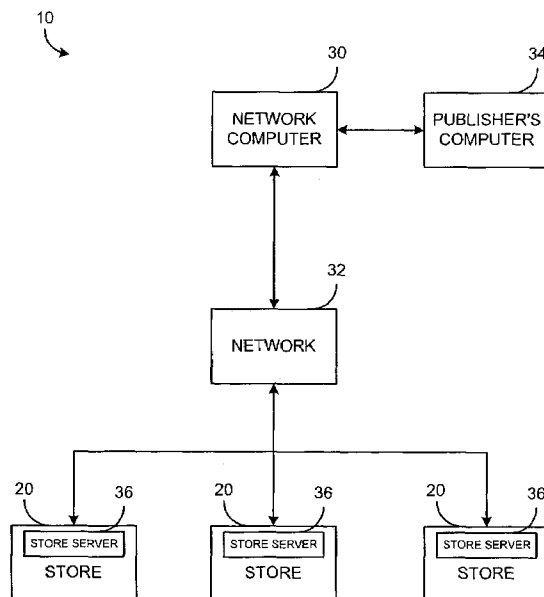 10
30
34
NETWORK
COMPUTER
PUBLISHER'S
COMPUTER
32
NETWORK
20
36
20
36
20
36
STORE SERVER
STORE SERVER
STORE SERVER
STORE
STORE
STORE